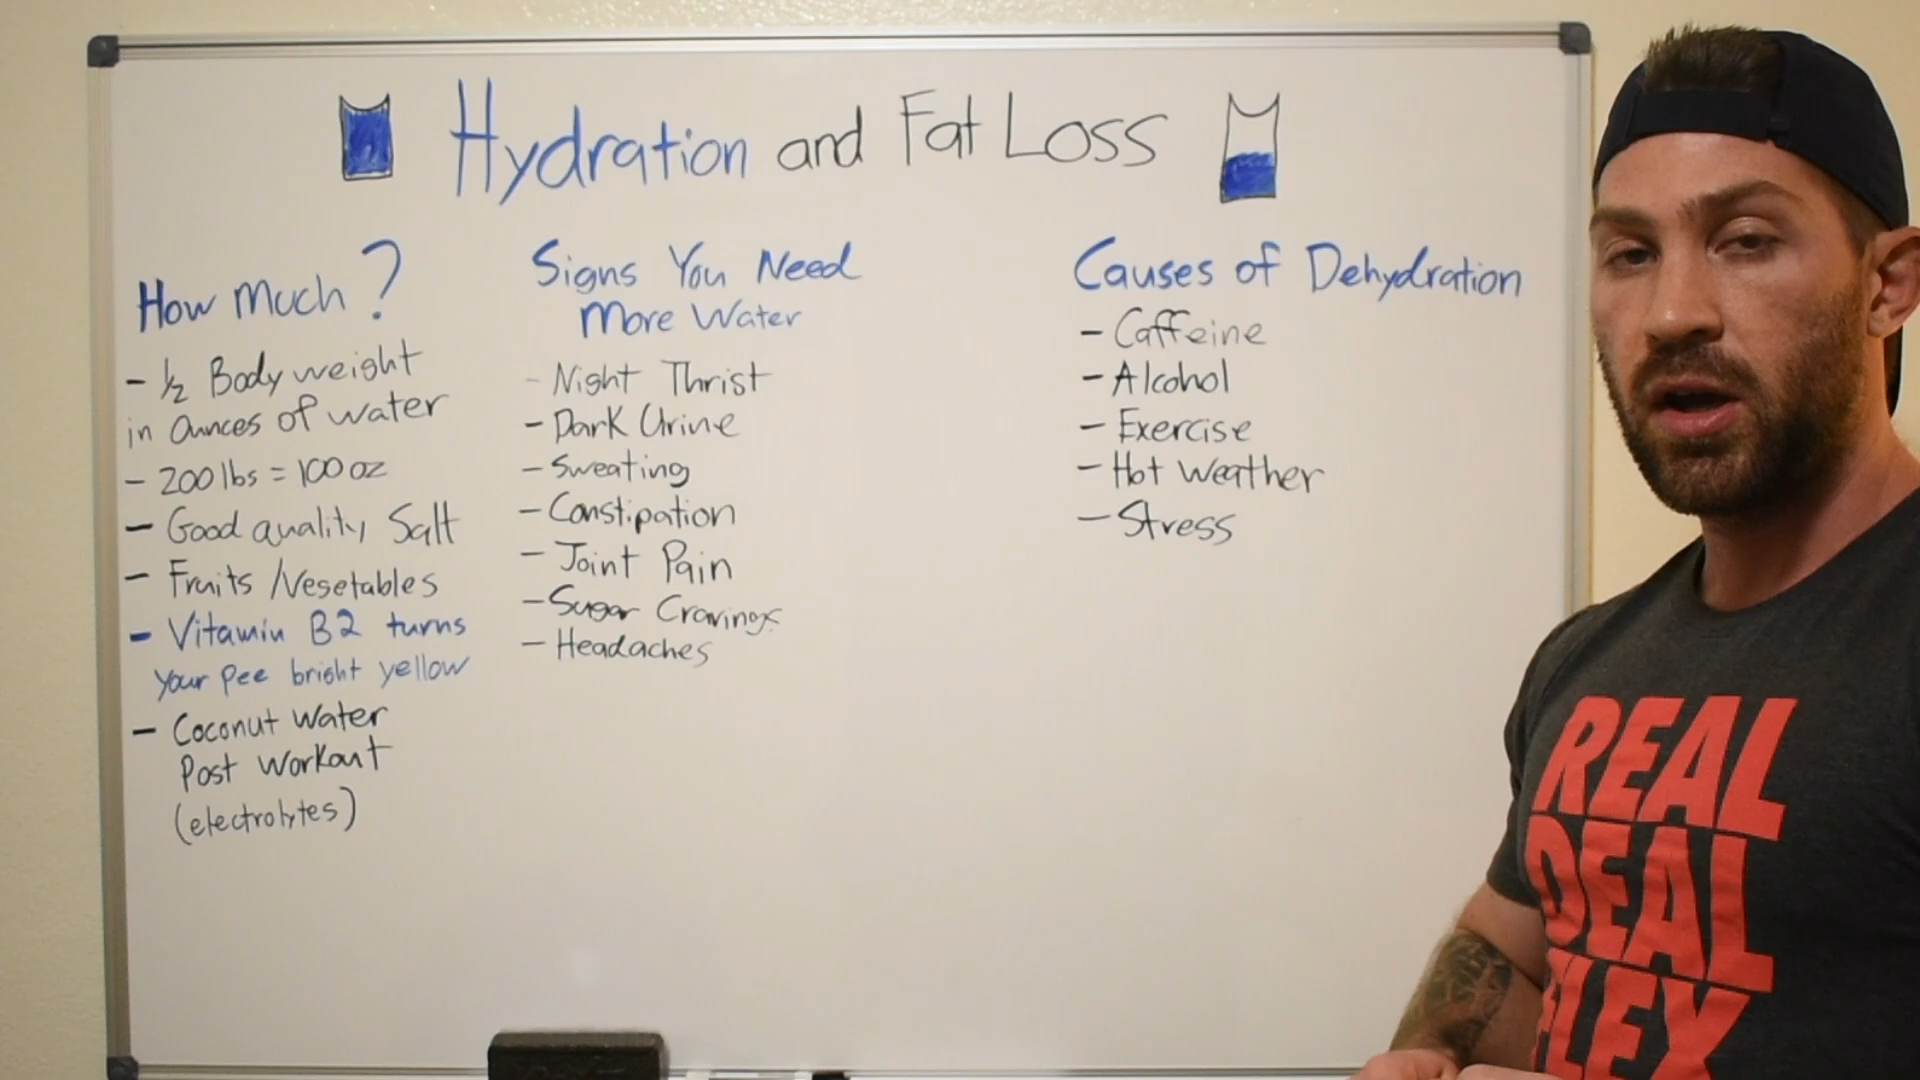 Hydration and Fat Loss
How Much?
- 1/2 Body weight
in Ounces of water
- 200 lbs = 100 oz
- Good quality Salt
- Fruits / Vegetables
- Vitamin B2 turns
your pee bright yellow
- Coconut Water
Post Workout
(electrolytes)
Signs You Need
More Water
- Night Thrist
- Dark Urine
- Sweating
- Constipation
- Joint Pain
- Sugar Cravings
- Headaches
Causes of Dehydration
- Caffeine
- Alcohol
- Exercise
- Hot Weather
- Stress
REAL
DEAL
FLEX